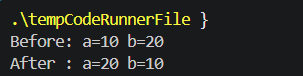 .\tempCodeRunnerFile }
Before: a=10 b=20
After : a=20 b=10